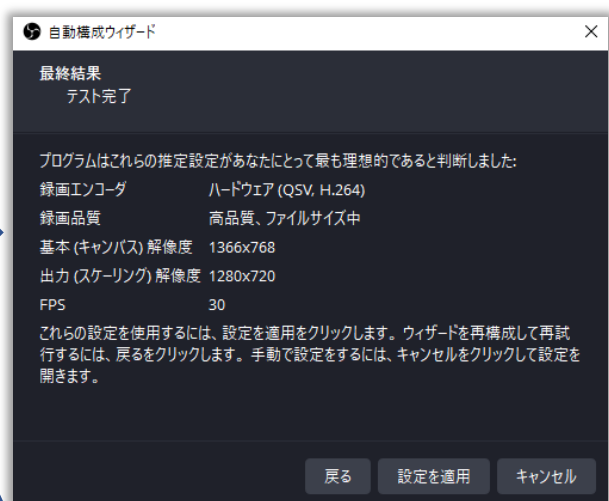 自動構成ウィザード
最終結果
テスト完了
プログラムはこれらの推定設定があなたにとって最も理想的であると判断しました:
録画エンコーダ ハードウェア (QSV, H.264)
録画品質 高品質、ファイルサイズ中
基本 (キャンバス) 解像度 1366x768
出力 (スケーリング) 解像度 1280x720
FPS 30
これらの設定を使用するには、設定を適用をクリックします。ウィザードを再構成して再試
行するには、戻るをクリックします。手動で設定をするには、キャンセルをクリックして設定を
開きます。
戻る 設定を適用 キャンセル